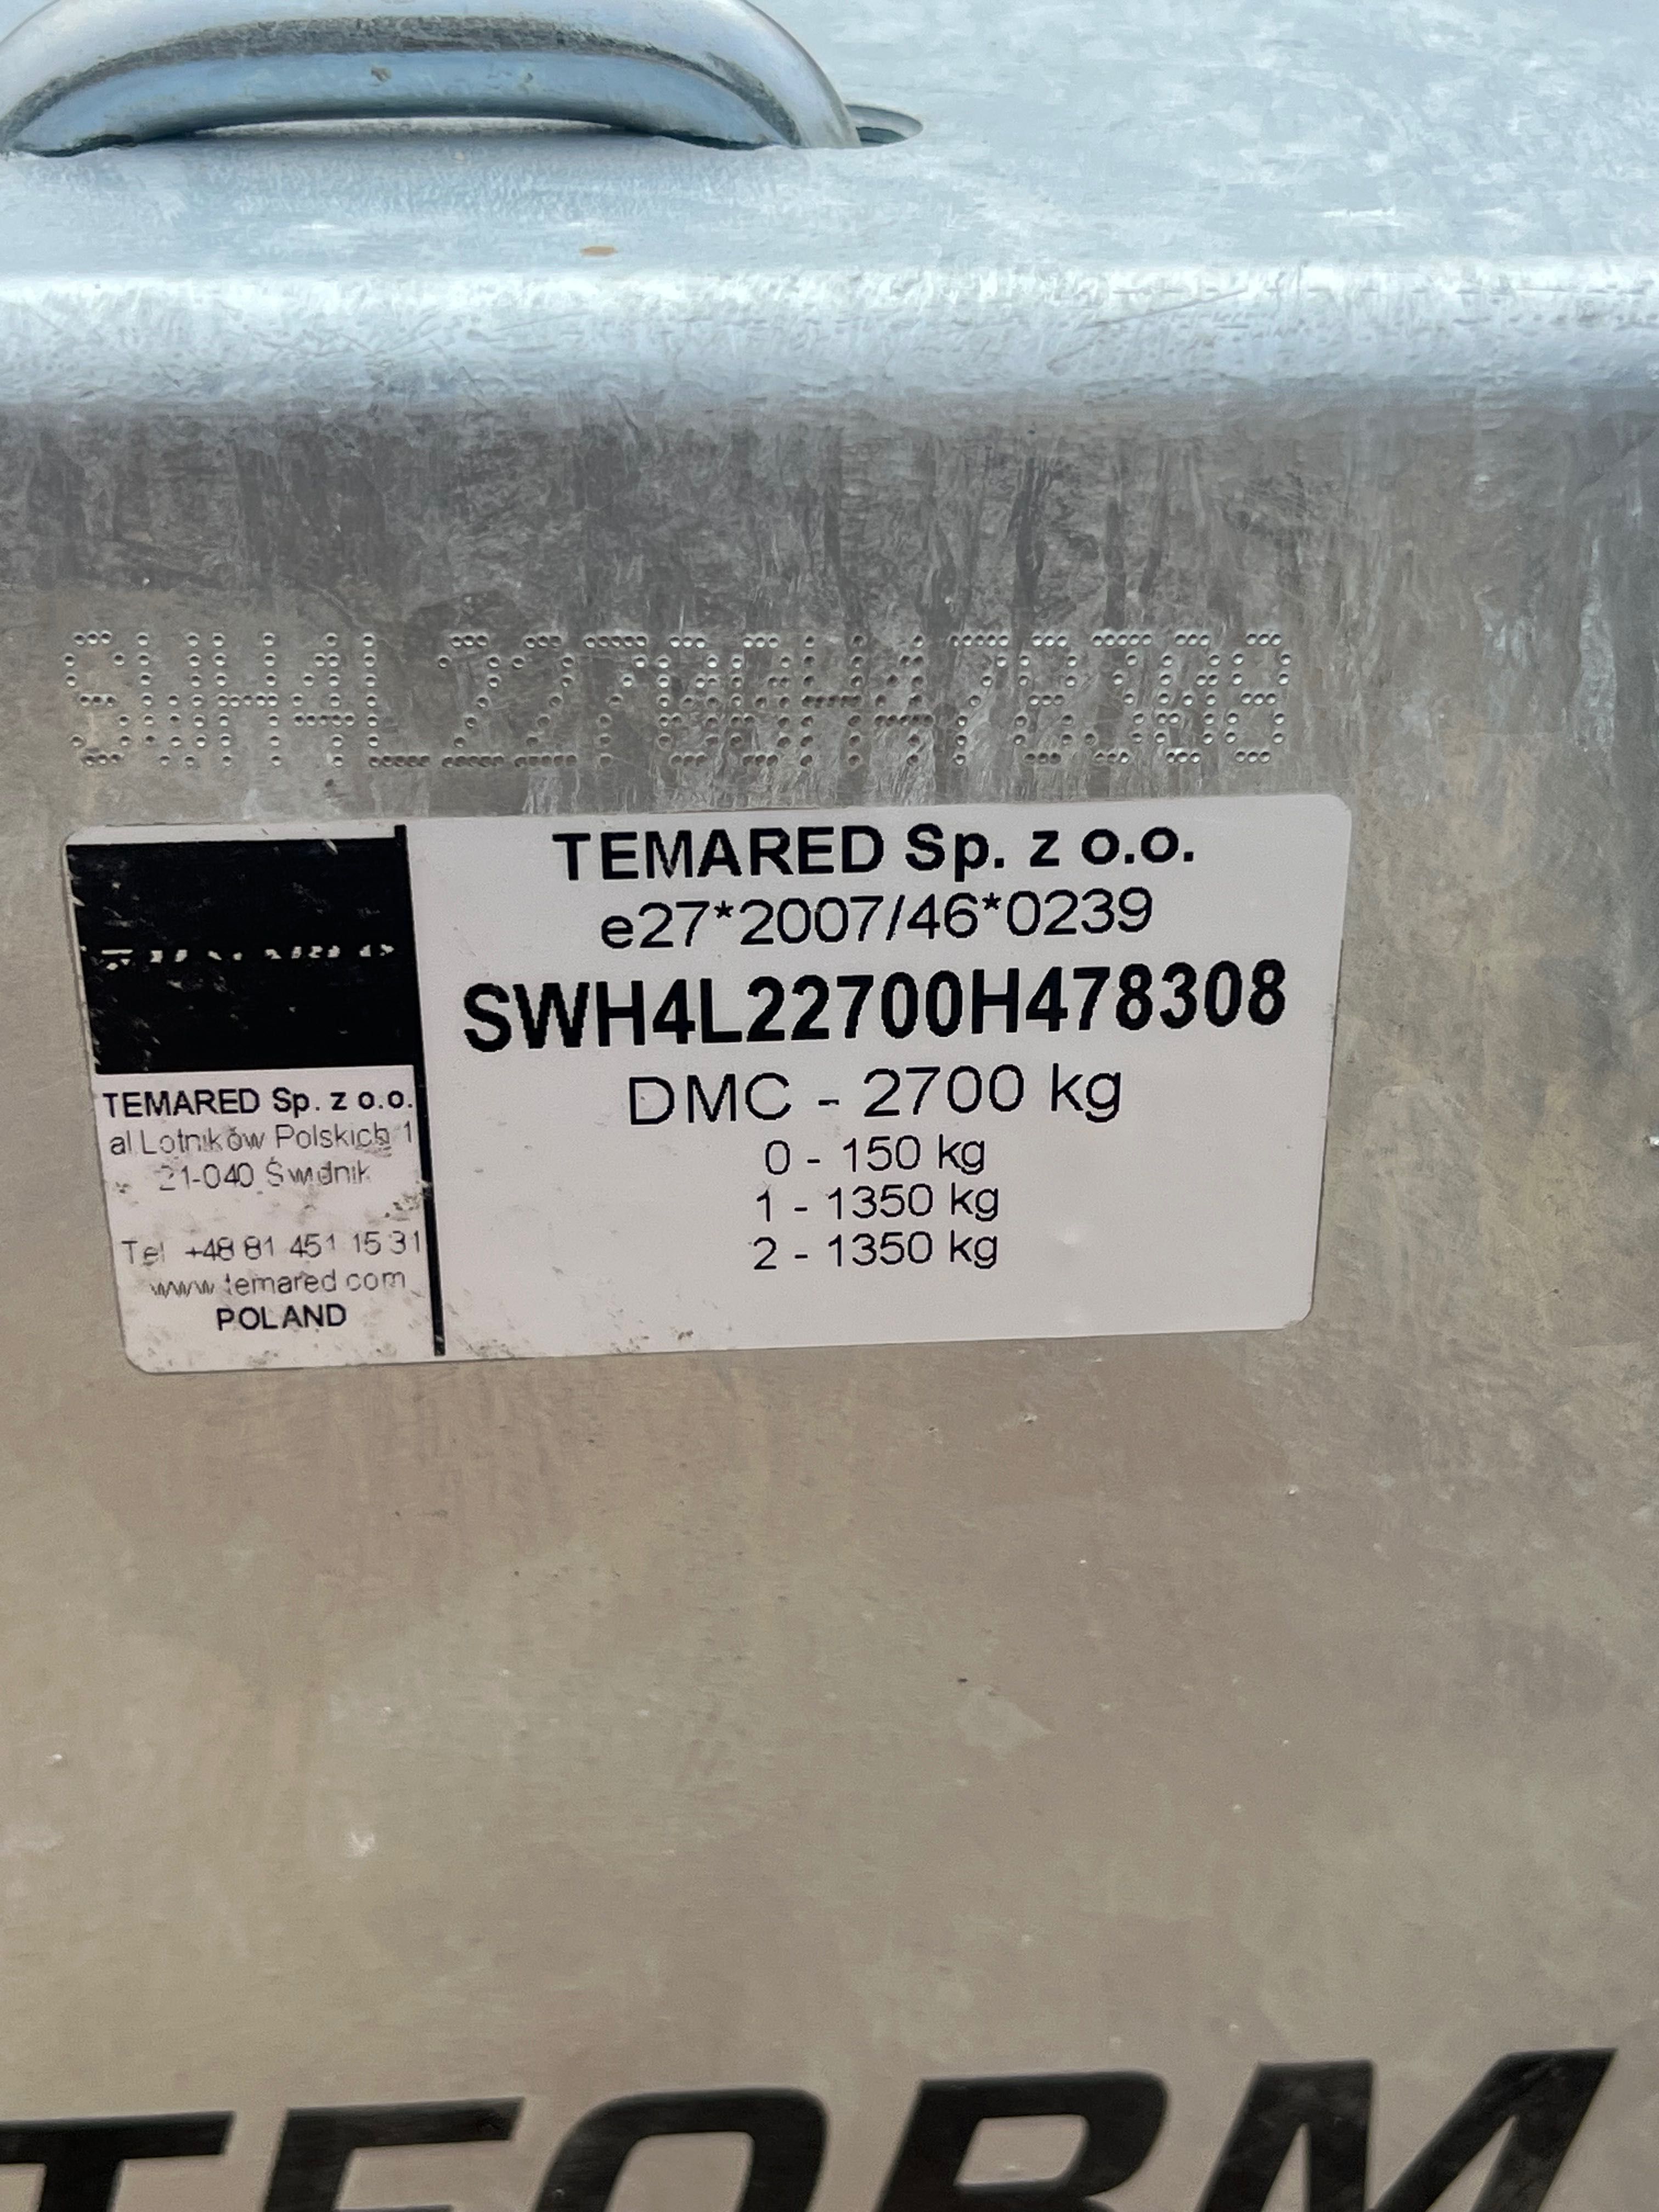 SWH4L22700H478308
TEMARED Sp. z o.o.
e27*2007/46*0239
SWH4L22700H478308
DMC - 2700 kg
0 - 150 kg
1 - 1350 kg
2 - 1350 kg
TEMARED Sp. z o.o.
al.Lotników Polskich 1
21-040 Świdnik
Tel. +48 81 451 15 31
www.temared.com
POLAND
TFORM